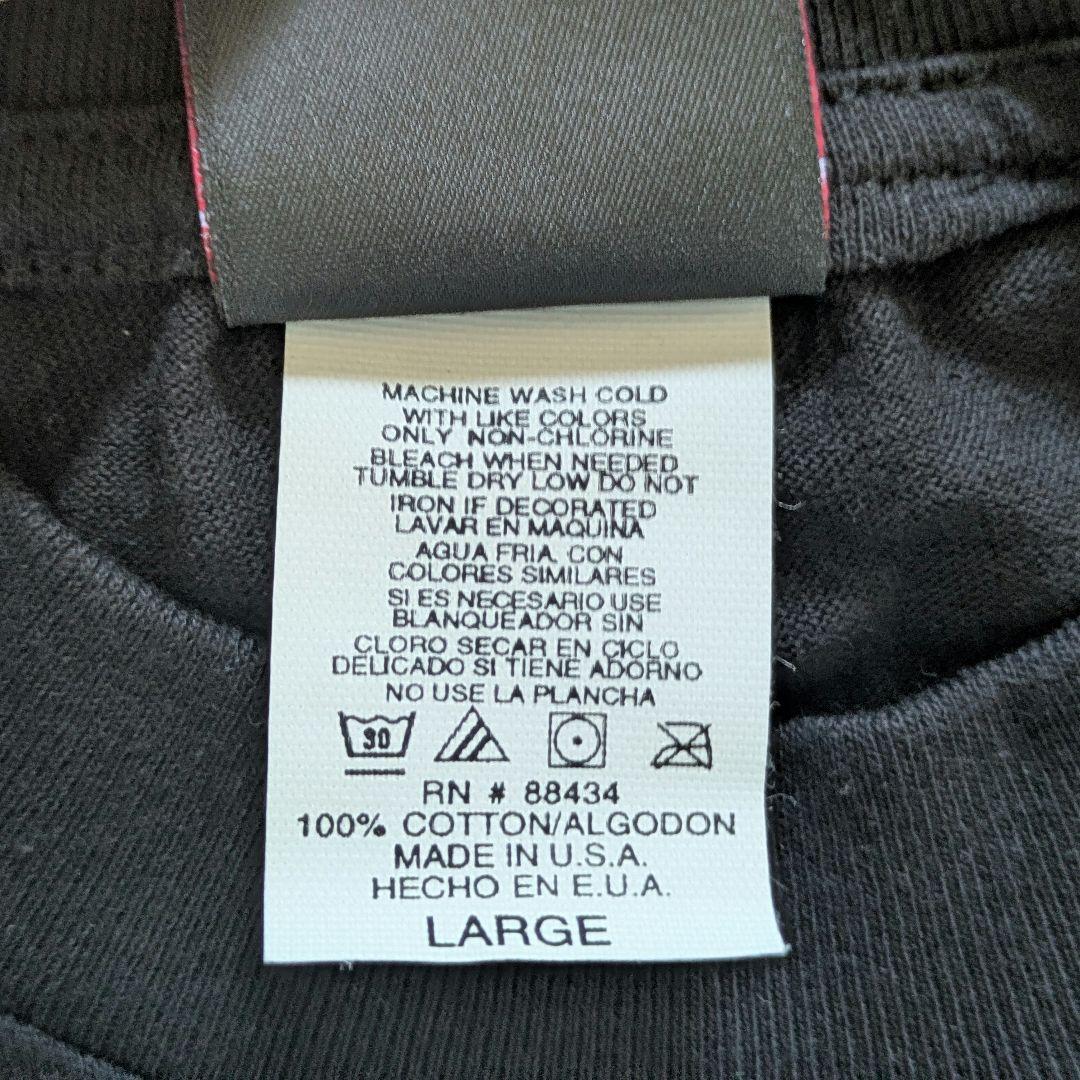 MACHINE WASH COLD
WITH LIKE COLORS
ONLY NON-CHLORINE
BLEACH WHEN NEEDED
TUMBLE DRY LOW DO NOT
IRON IF DECORATED
LAVAR EN MAQUINA
AGUA FRIA CON
COLORES SIMILARES
SI ES NECESARIO USE
BLANQUEADOR SIN
CLORO SECAR EN CICLO
DELICADO SI TIENE ADORNO
NO USE LA PLANCHA
30
RN # 88434
100% COTTON/ALGODON
MADE IN U.S.A.
HECHO EN E.U.A.
LARGE